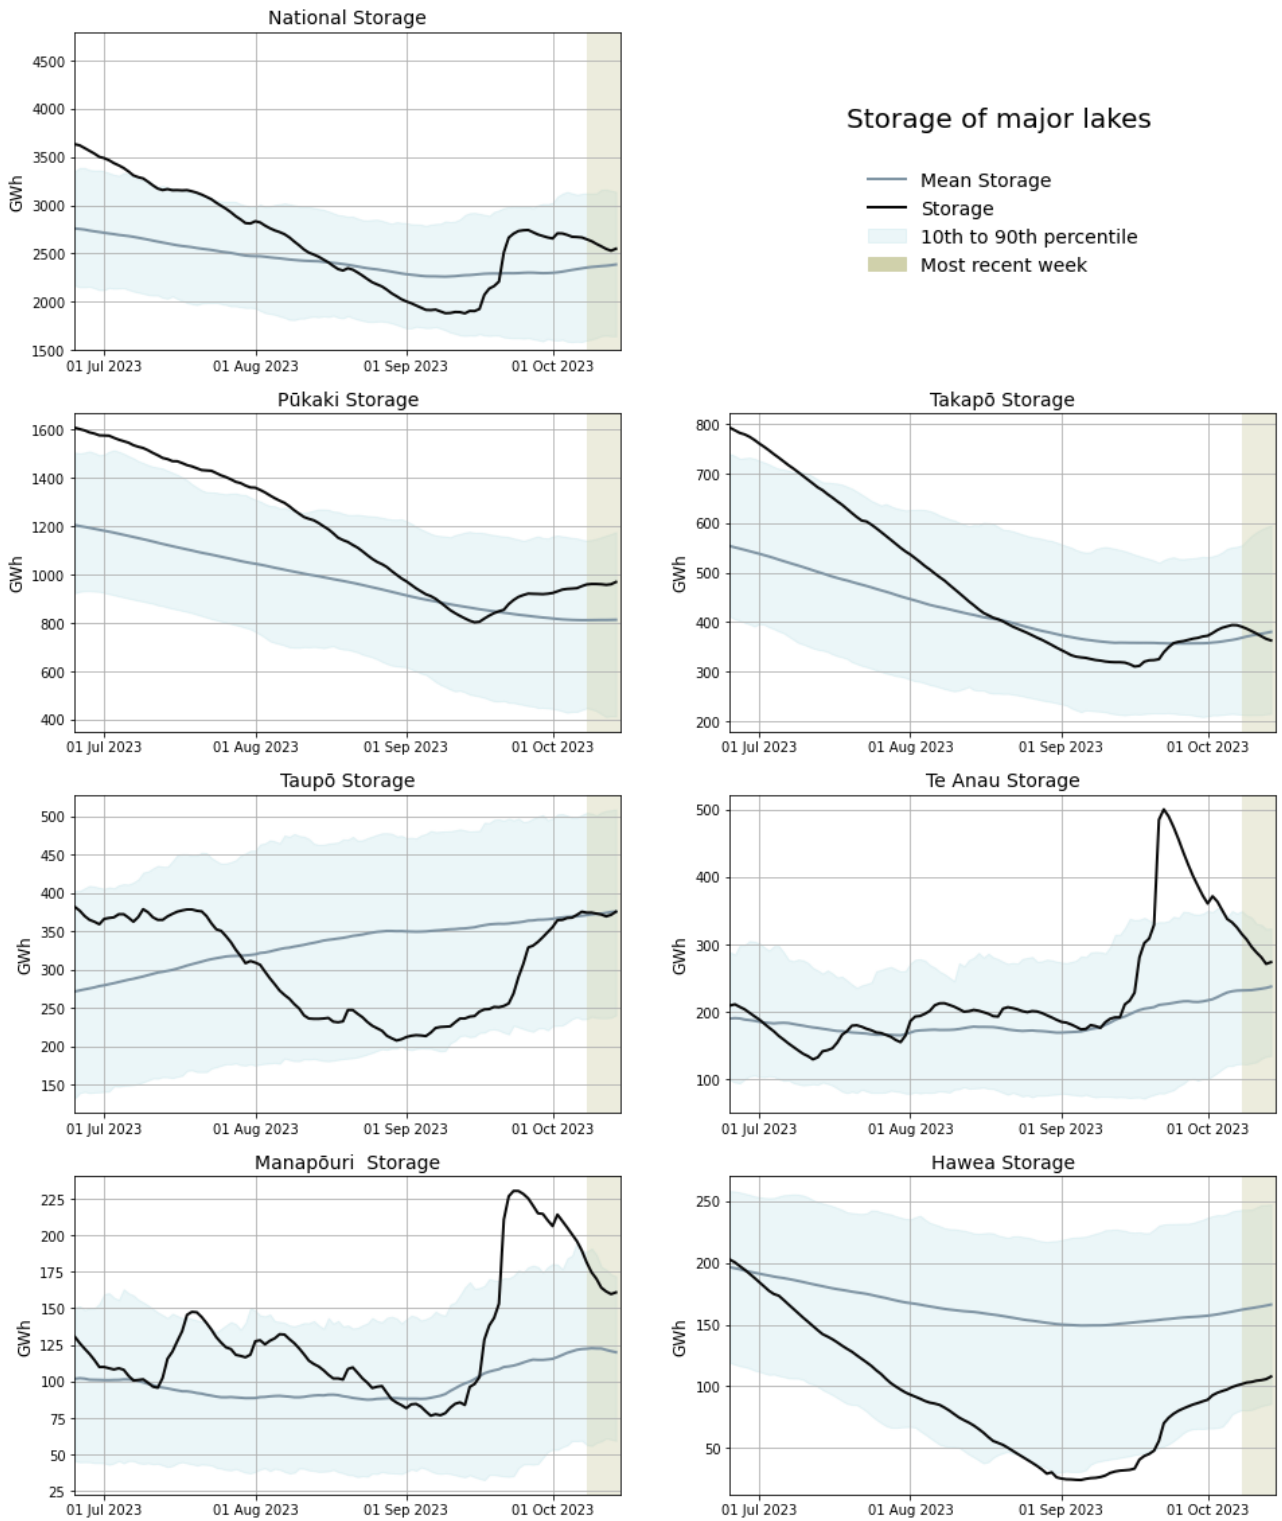 National Storage
GWh
4500
4000
3500
3000
2500
2000
1500
01 Jul 2023 01 Aug 2023 01 Sep 2023 01 Oct 2023
Storage of major lakes
Mean Storage
Storage
10th to 90th percentile
Most recent week
Pūkaki Storage
GWh
1600
1400
1200
1000
800
600
400
01 Jul 2023 01 Aug 2023 01 Sep 2023 01 Oct 2023
Takapō Storage
GWh
800
700
600
500
400
300
200
01 Jul 2023 01 Aug 2023 01 Sep 2023 01 Oct 2023
Taupō Storage
GWh
500
450
400
350
300
250
200
150
01 Jul 2023 01 Aug 2023 01 Sep 2023 01 Oct 2023
Te Anau Storage
GWh
500
400
300
200
100
01 Jul 2023 01 Aug 2023 01 Sep 2023 01 Oct 2023
Manapōuri  Storage
GWh
225
200
175
150
125
100
75
50
25
01 Jul 2023 01 Aug 2023 01 Sep 2023 01 Oct 2023
Hawea Storage
GWh
250
200
150
100
50
01 Jul 2023 01 Aug 2023 01 Sep 2023 01 Oct 2023